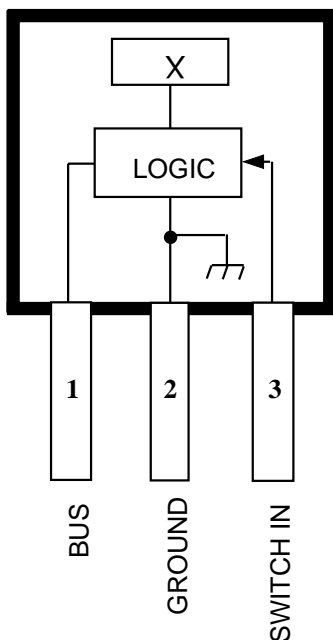 X
LOGIC
1
2
3
BUS
GROUND
SWITCH IN